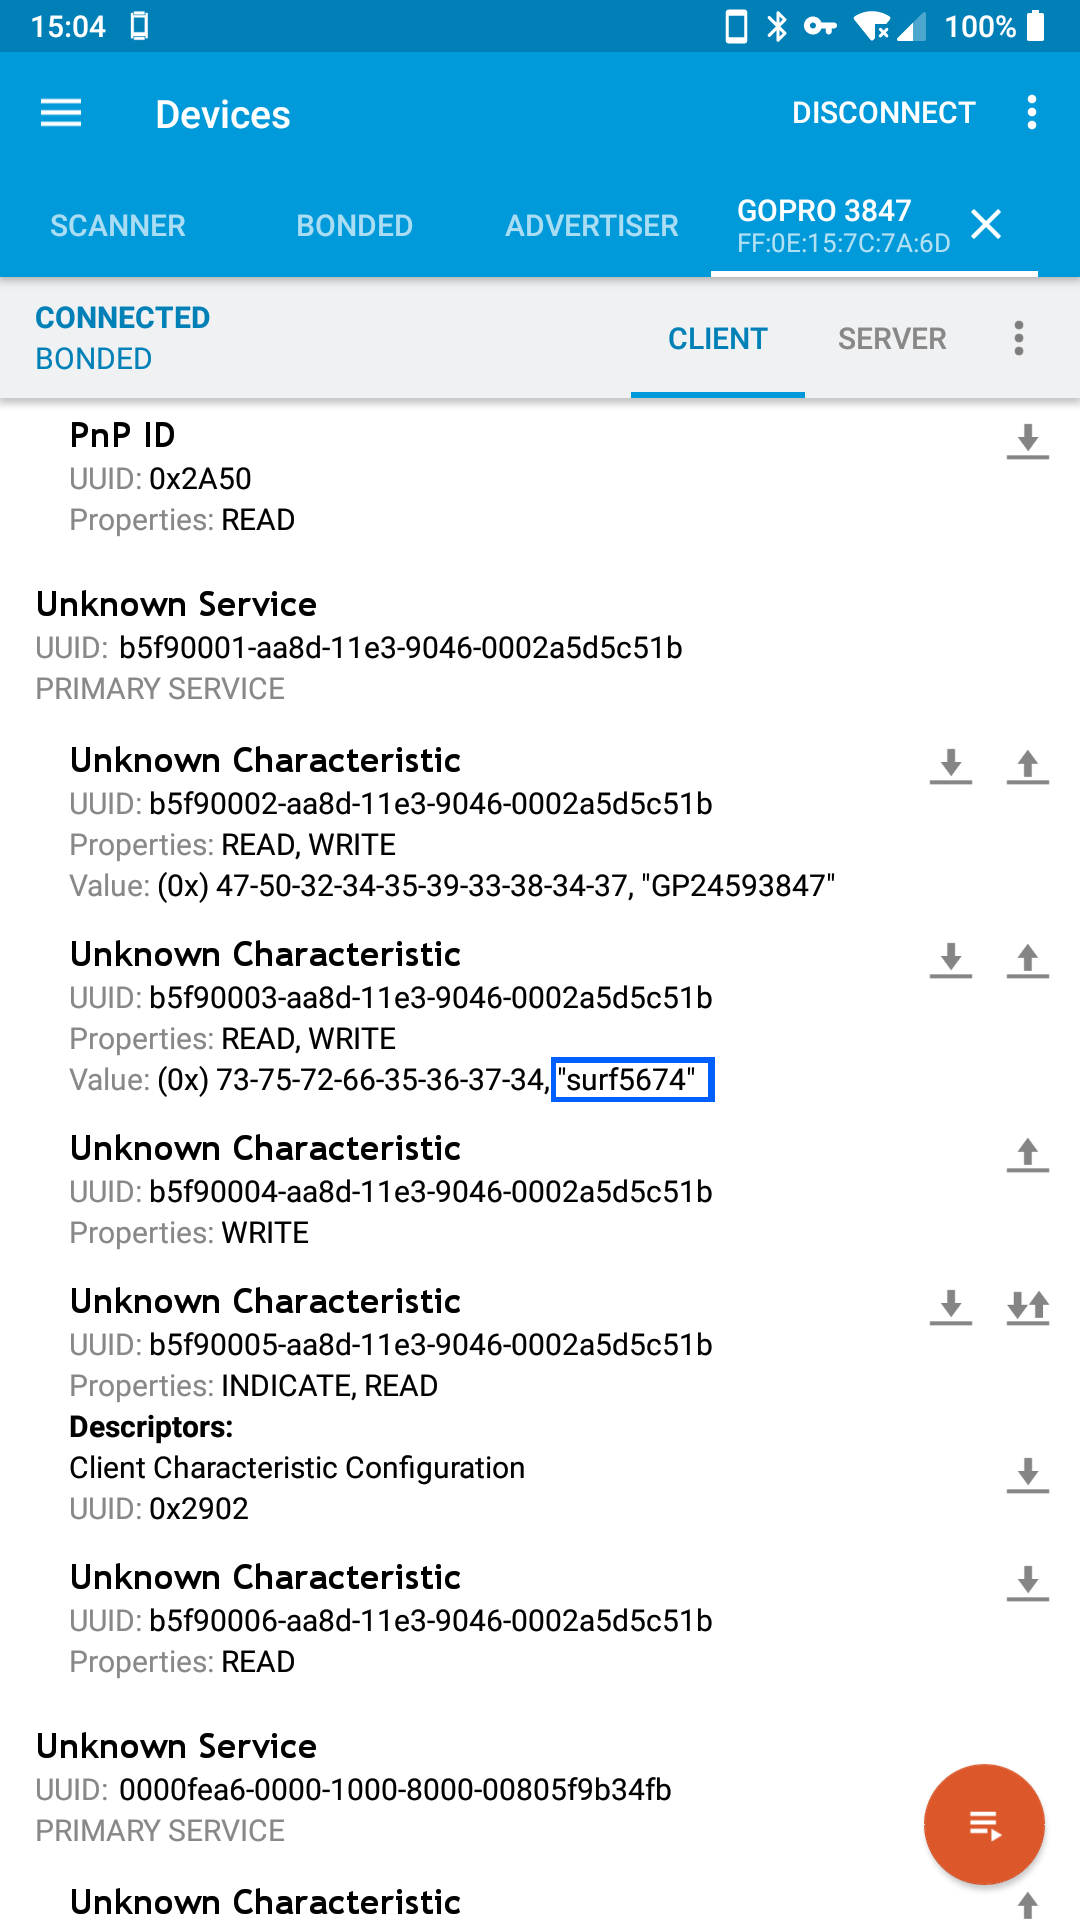 15:04
100%
Devices
DISCONNECT
SCANNER
BONDED
ADVERTISER
GOPRO 3847
FF:0E:15:7C:7A:6D
CONNECTED
BONDED
CLIENT
SERVER
PnP ID
UUID: 0x2A50
Properties: READ
Unknown Service
UUID: b5f90001-aa8d-11e3-9046-0002a5d5c51b
PRIMARY SERVICE
Unknown Characteristic
UUID: b5f90002-aa8d-11e3-9046-0002a5d5c51b
Properties: READ, WRITE
Value: (0x) 47-50-32-34-35-39-33-38-34-37, "GP24593847"
Unknown Characteristic
UUID: b5f90003-aa8d-11e3-9046-0002a5d5c51b
Properties: READ, WRITE
Value: (0x) 73-75-72-66-35-36-37-34, "surf5674"
Unknown Characteristic
UUID: b5f90004-aa8d-11e3-9046-0002a5d5c51b
Properties: WRITE
Unknown Characteristic
UUID: b5f90005-aa8d-11e3-9046-0002a5d5c51b
Properties: INDICATE, READ
Descriptors:
Client Characteristic Configuration
UUID: 0x2902
Unknown Characteristic
UUID: b5f90006-aa8d-11e3-9046-0002a5d5c51b
Properties: READ
Unknown Service
UUID: 0000fea6-0000-1000-8000-00805f9b34fb
PRIMARY SERVICE
Unknown Characteristic